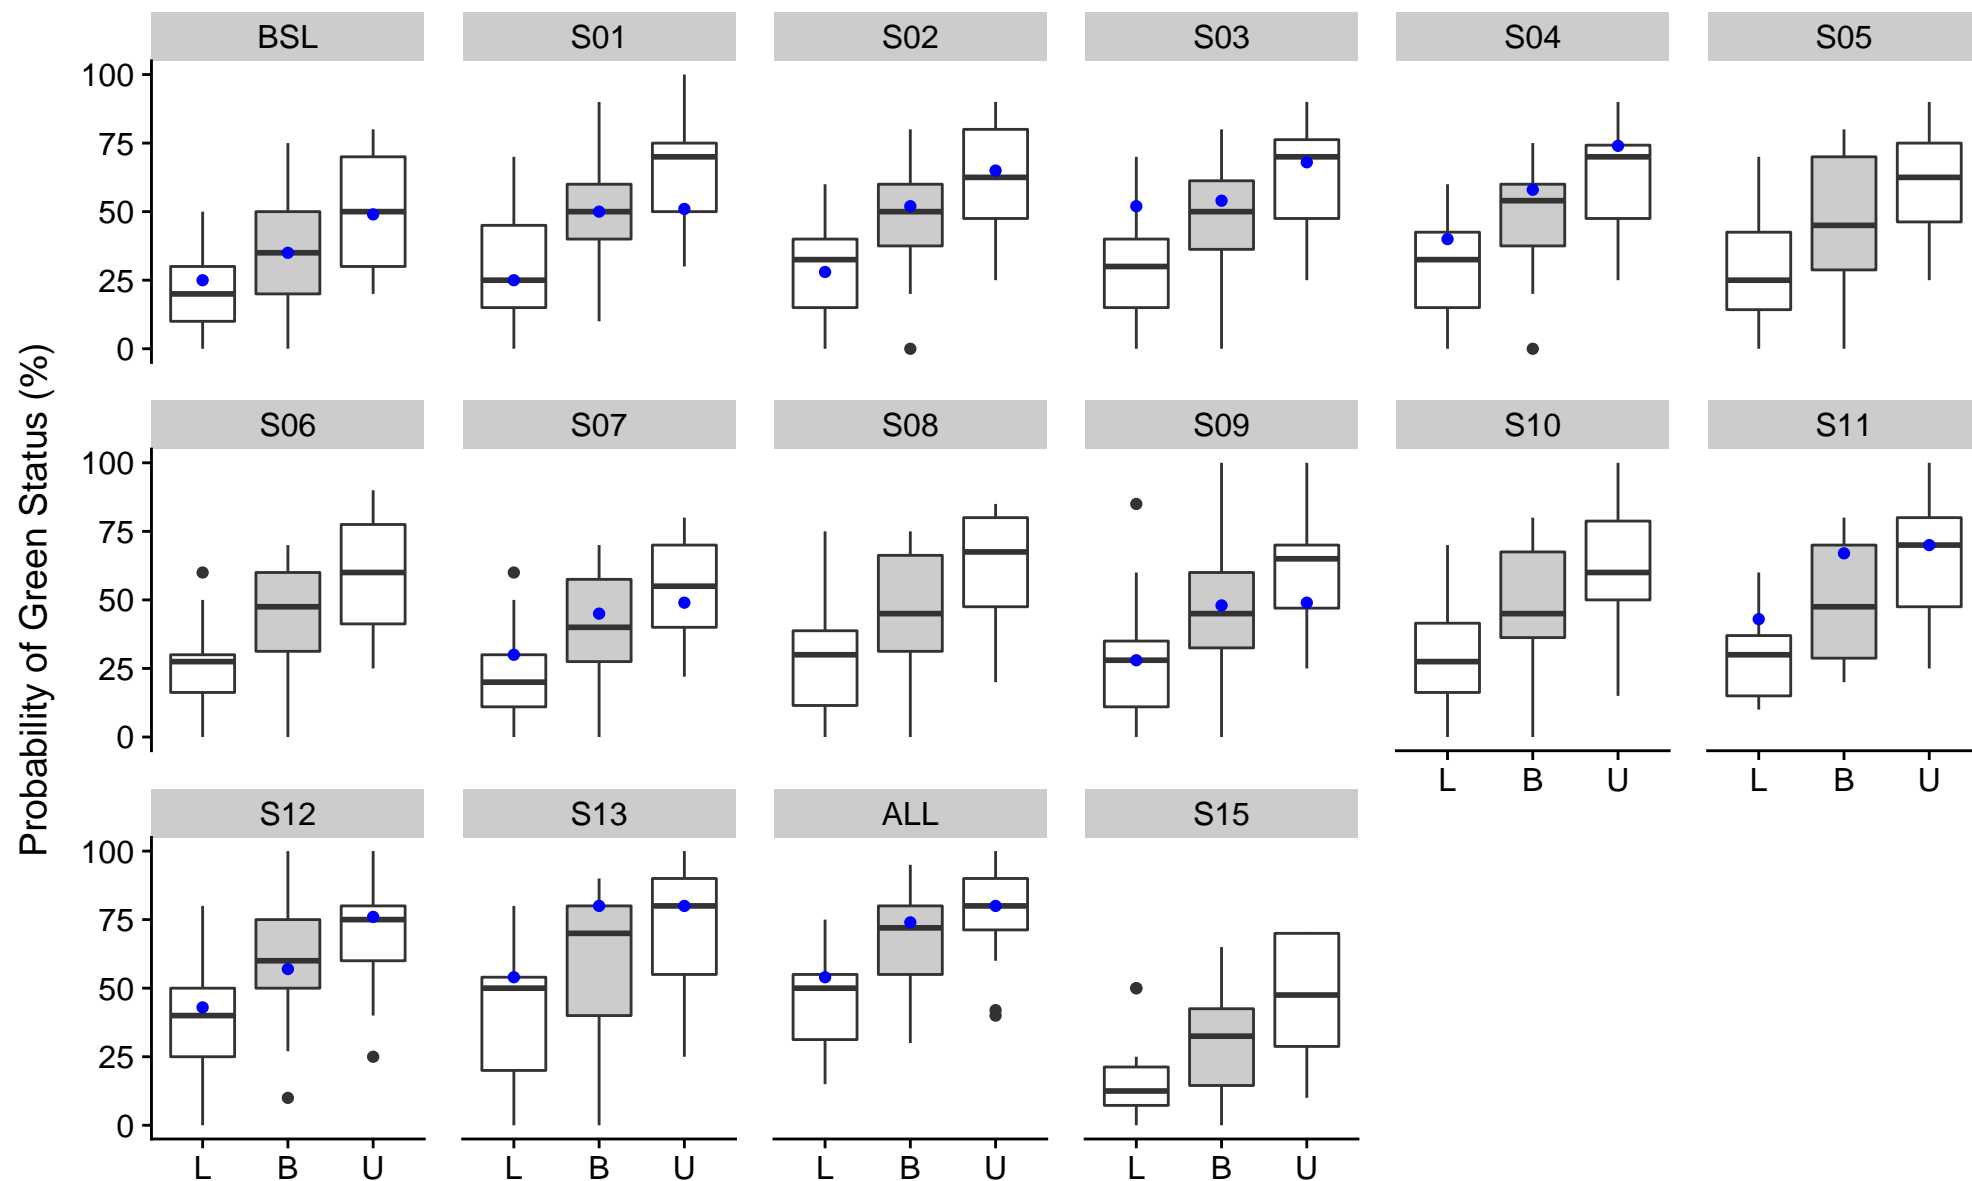 BSL S01 S02 S03 S04 S05
100
75
50
25
0
Probability of Green Status (%)
S06 S07 S08 S09 S10 S11
100
75
50
25
0
L B U L B U
S12 S13 ALL S15
100
75
50
25
0
L B U L B U L B U L B U